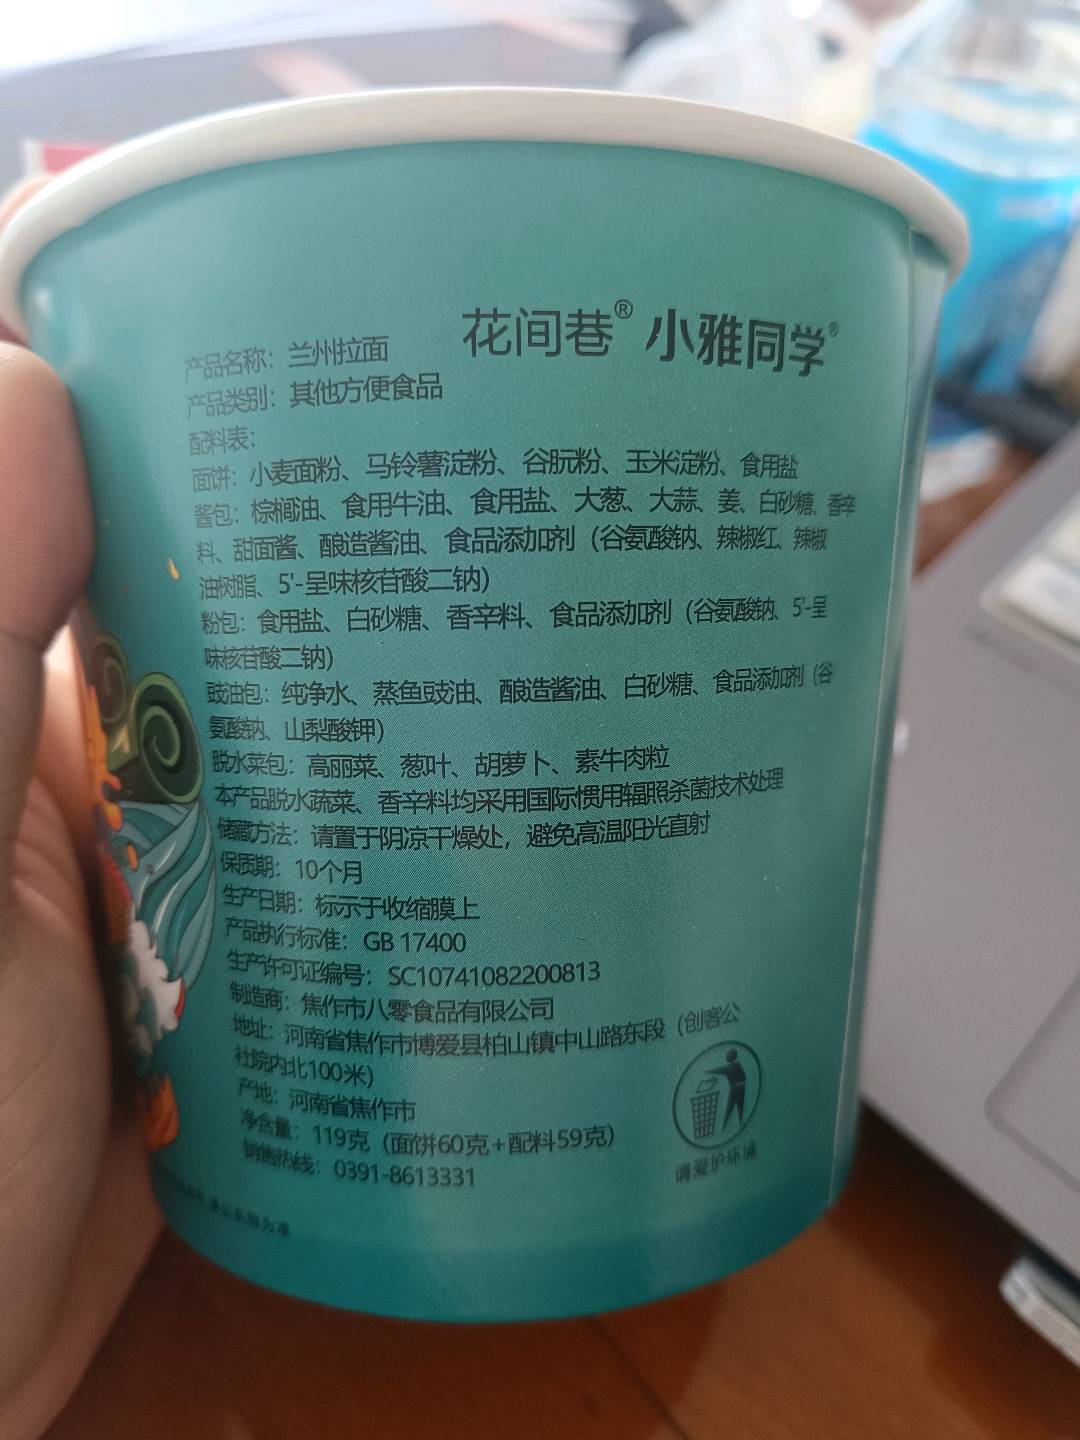 花间巷® 小雅同学®
产品名称：兰州拉面
产品类别：其他方便食品
配料表：
面饼：小麦面粉、马铃薯淀粉、谷朊粉、玉米淀粉、食用盐
酱包：棕榈油、食用牛油、食用盐、大葱、大蒜、姜、白砂糖、香辛
料、甜面酱、酿造酱油、食品添加剂（谷氨酸钠、辣椒红、辣椒
油树脂、5'-呈味核苷酸二钠）
粉包：食用盐、白砂糖、香辛料、食品添加剂（谷氨酸钠、5'-呈
味核苷酸二钠）
豉油包：纯净水、蒸鱼豉油、酿造酱油、白砂糖、食品添加剂（谷
氨酸钠、山梨酸钾）
脱水菜包：高丽菜、葱叶、胡萝卜、素牛肉粒
本产品脱水蔬菜、香辛料均采用国际惯用辐照杀菌技术处理
储藏方法：请置于阴凉干燥处，避免高温阳光直射
保质期：10个月
生产日期：标示于收缩膜上
产品执行标准：GB 17400
生产许可证编号：SC10741082200813
制造商：焦作市八零食品有限公司
地址：河南省焦作市博爱县柏山镇中山路东段（创客公
社院内北100米）
产地：河南省焦作市
净含量：119克（面饼60克+配料59克）
销售热线：0391-8613331
请爱护环境